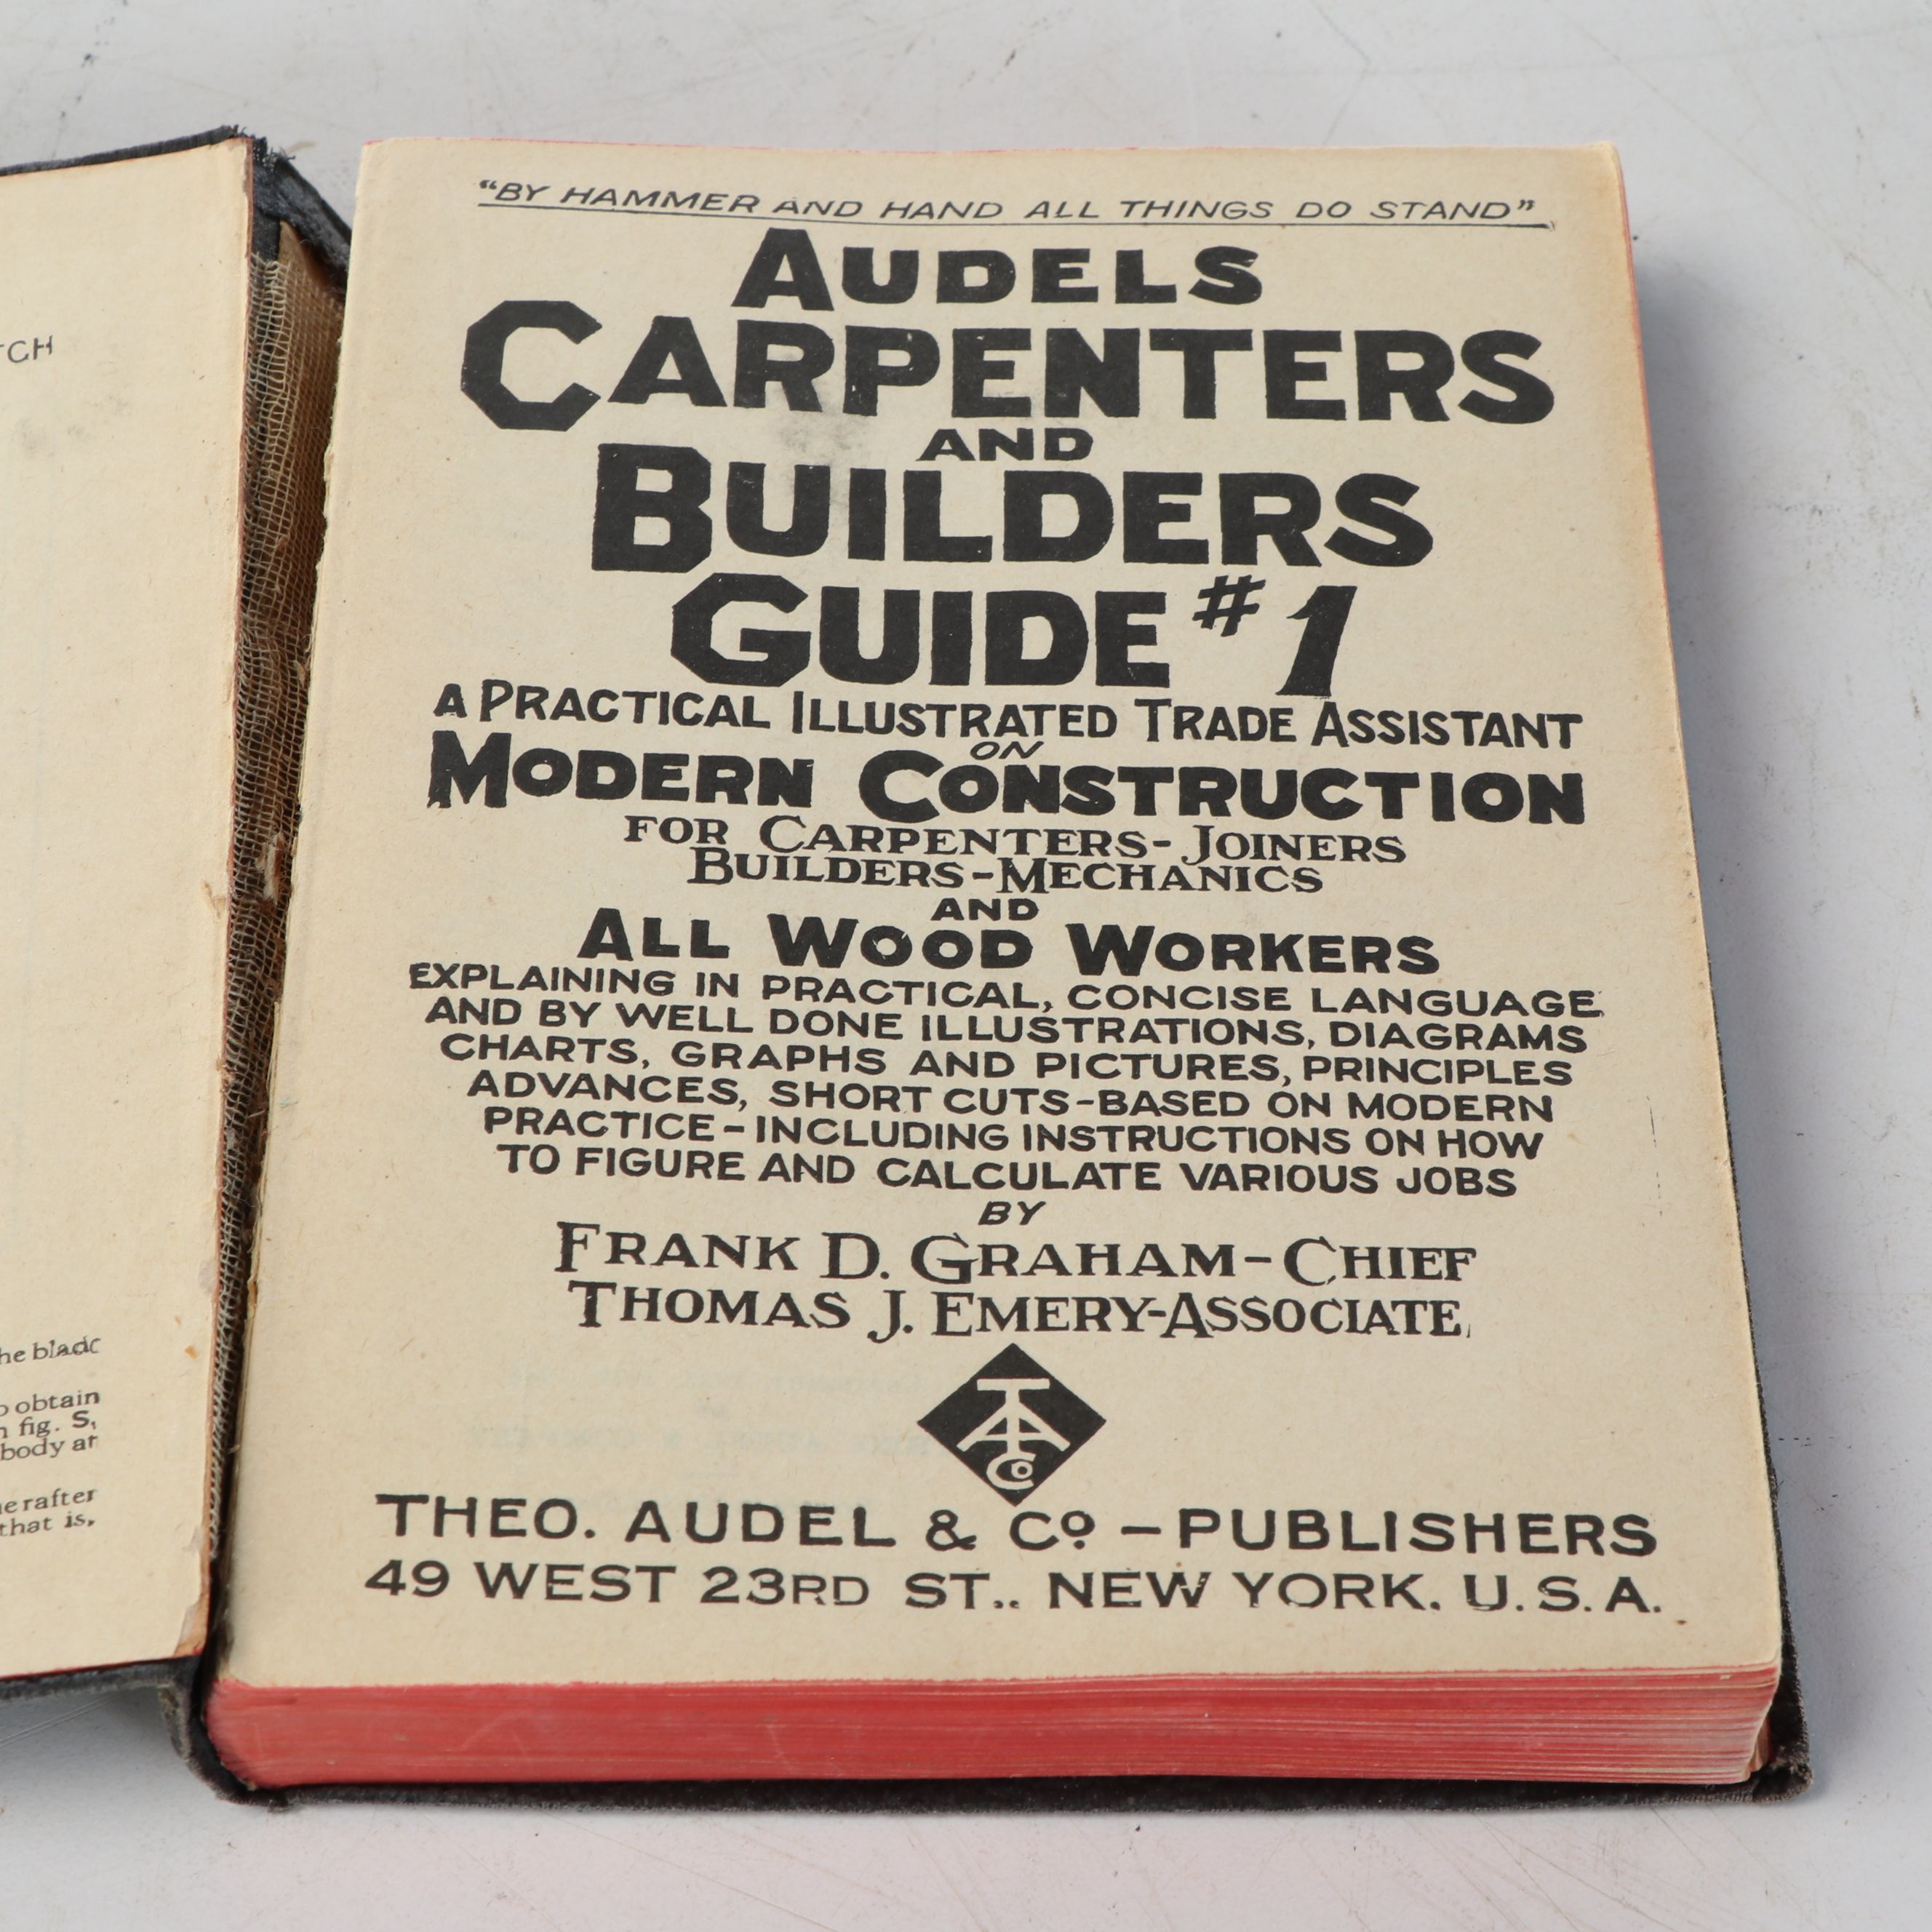 TCH
he blade
o obtain
n fig. S,
body at
he rafter
that is,
"BY HAMMER AND HAND ALL THINGS DO STAND"
AUDELS
CARPENTERS
AND
BUILDERS
GUIDE #1
A PRACTICAL ILLUSTRATED TRADE ASSISTANT
ON
MODERN CONSTRUCTION
FOR CARPENTERS-JOINERS
BUILDERS-MECHANICS
AND
ALL WOOD WORKERS
EXPLAINING IN PRACTICAL, CONCISE LANGUAGE
AND BY WELL DONE ILLUSTRATIONS, DIAGRAMS
CHARTS, GRAPHS AND PICTURES, PRINCIPLES
ADVANCES, SHORT CUTS-BASED ON MODERN
PRACTICE-INCLUDING INSTRUCTIONS ON HOW
TO FIGURE AND CALCULATE VARIOUS JOBS
BY
FRANK D. GRAHAM-CHIEF
THOMAS J. EMERY-ASSOCIATE
TA Co
THEO. AUDEL & Co - PUBLISHERS
49 WEST 23RD ST., NEW YORK. U.S.A.